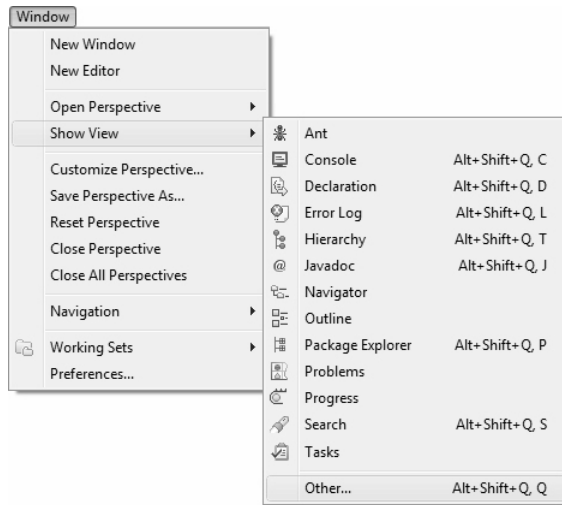 Window
New Window
New Editor
Open Perspective
Show View
Customize Perspective...
Save Perspective As...
Reset Perspective
Close Perspective
Close All Perspectives
Navigation
Working Sets
Preferences...
Ant
Console Alt+Shift+Q, C
Declaration Alt+Shift+Q, D
Error Log Alt+Shift+Q, L
Hierarchy Alt+Shift+Q, T
Javadoc Alt+Shift+Q, J
Navigator
Outline
Package Explorer Alt+Shift+Q, P
Problems
Progress
Search Alt+Shift+Q, S
Tasks
Other... Alt+Shift+Q, Q